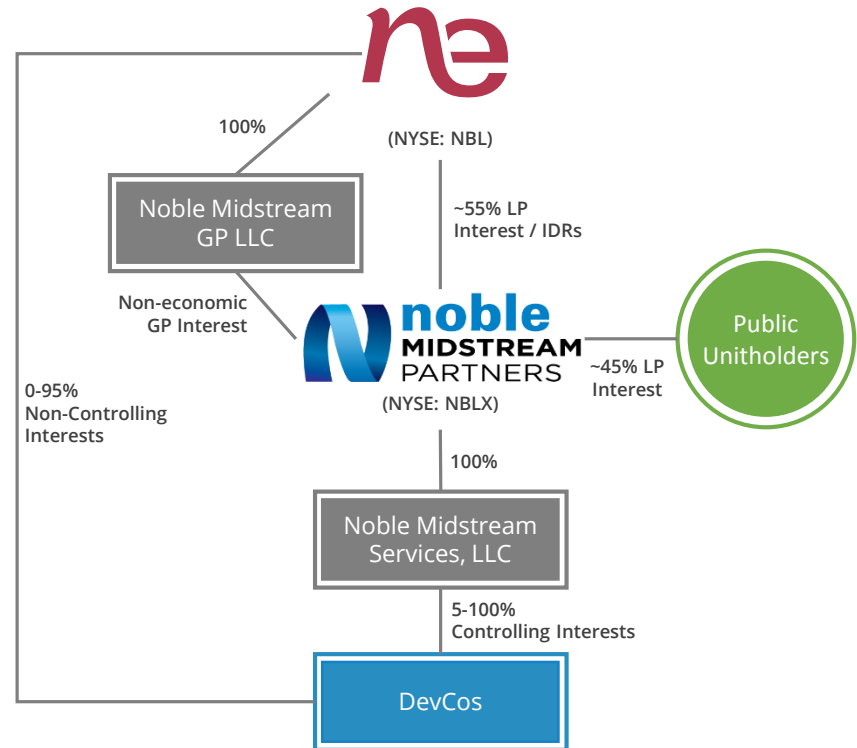 ne
(NYSE: NBL)
100%
Noble Midstream
GP LLC
~55% LP
Interest / IDRs
Non-economic
GP Interest
noble
MIDSTREAM
PARTNERS
(NYSE: NBLX)
~45% LP
Interest
Public
Unitholders
0-95%
Non-Controlling
Interests
100%
Noble Midstream
Services, LLC
5-100%
Controlling Interests
DevCos